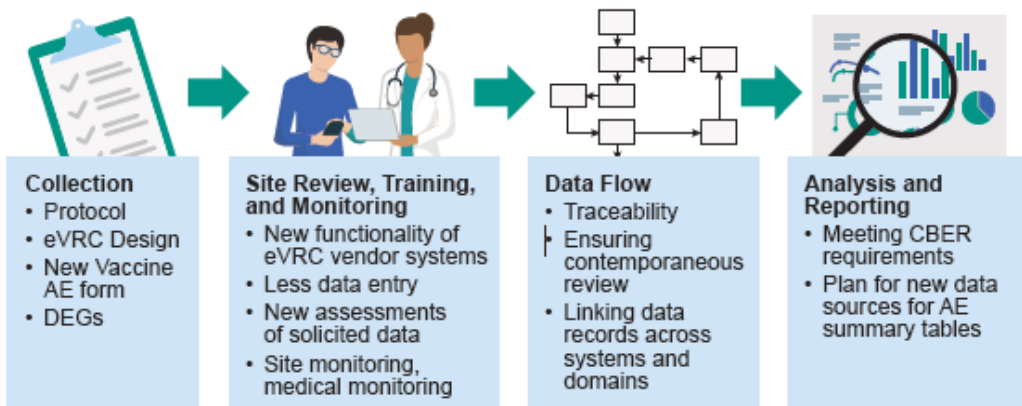 Collection
• Protocol
• eVRC Design
• New Vaccine
AE form
• DEGs
Site Review, Training,
and Monitoring
• New functionality of
eVRC vendor systems
• Less data entry
• New assessments
of solicited data
• Site monitoring,
medical monitoring
Data Flow
• Traceability
• Ensuring
contemporaneous
review
• Linking data
records across
systems and
domains
Analysis and
Reporting
• Meeting CBER
requirements
• Plan for new data
sources for AE
summary tables